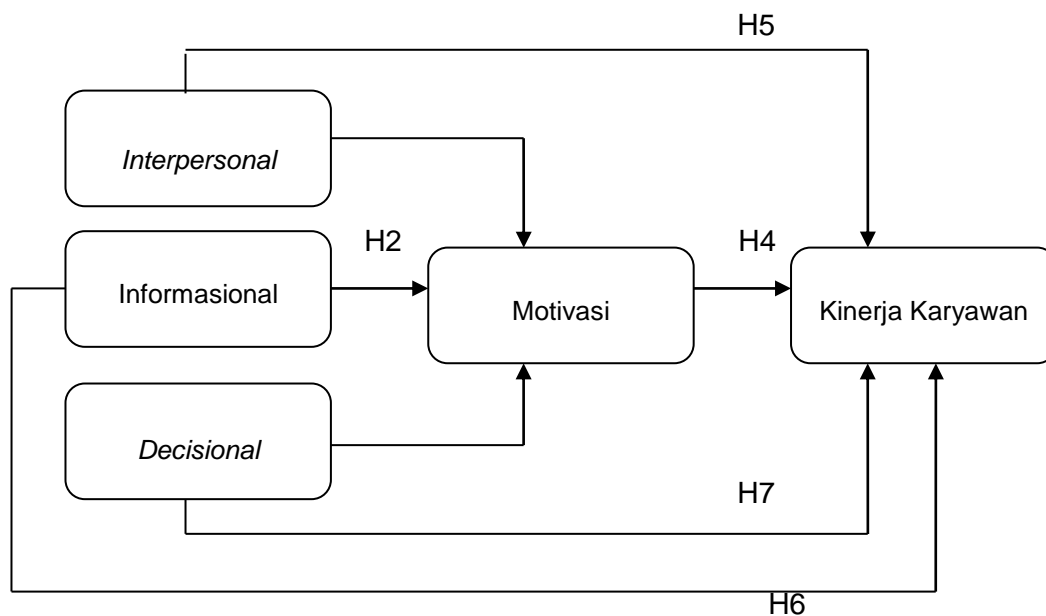 H5
Interpersonal
H2
H4
Informasional
Motivasi
Kinerja Karyawan
Decisional
H7
H6